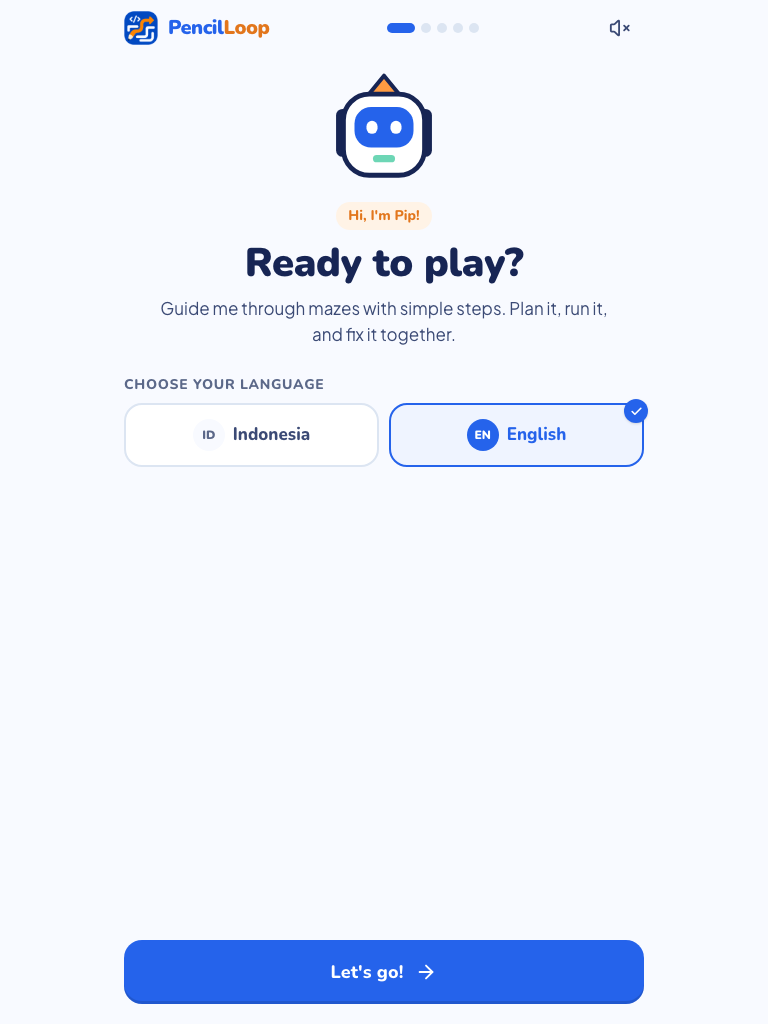 PencilLoop
Hi, I'm Pip!
Ready to play?
Guide me through mazes with simple steps. Plan it, run it,
and fix it together.
CHOOSE YOUR LANGUAGE
ID Indonesia
EN English
Let's go!